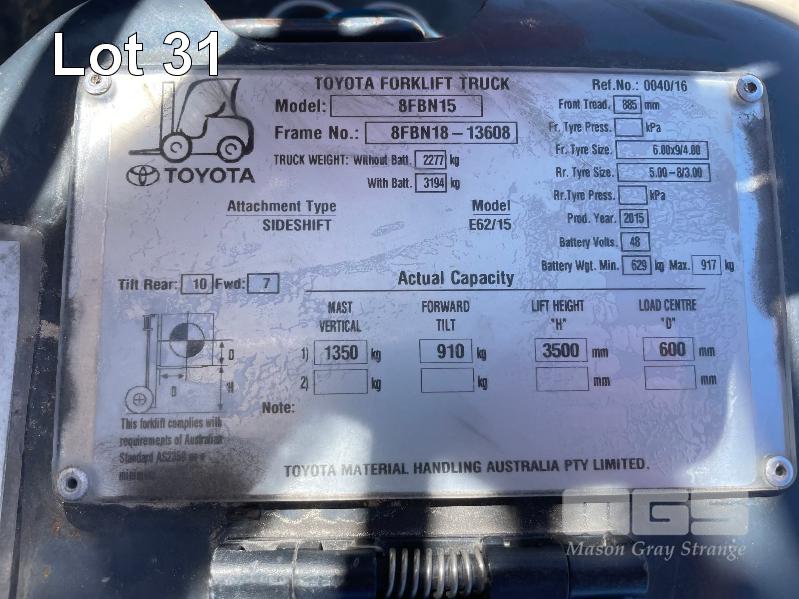 Lot 31
TOYOTA FORKLIFT TRUCK
Ref.No.: 0040/16
Model: 8FBN15
Front Tread. 885 mm
Frame No.: 8FBN18-13608
Fr. Tyre Press. kPa
TRUCK WEIGHT: Without Batt. 2277 kg
Fr. Tyre Size. 6.00x9/4.00
With Batt. 3194 kg
Rr. Tyre Size. 5.00-8/3.00
TOYOTA
Rr.Tyre Press. kPa
Attachment Type Model
Prod. Year. 2015
SIDESHIFT E62/15
Battery Volts. 48
Battery Wgt. Min. 629 kg Max. 917 kg
Tilt Rear: 10 Fwd: 7
Actual Capacity
MAST VERTICAL
FORWARD TILT
LIFT HEIGHT "H"
LOAD CENTRE "D"
1) 1350 kg 910 kg 3500 mm 600 mm
2) kg kg mm mm
D
D
H
Note:
This forklift complies with
requirements of Australian
Standard AS2359 as a
TOYOTA MATERIAL HANDLING AUSTRALIA PTY LIMITED.
MGS
Mason Gray Strange